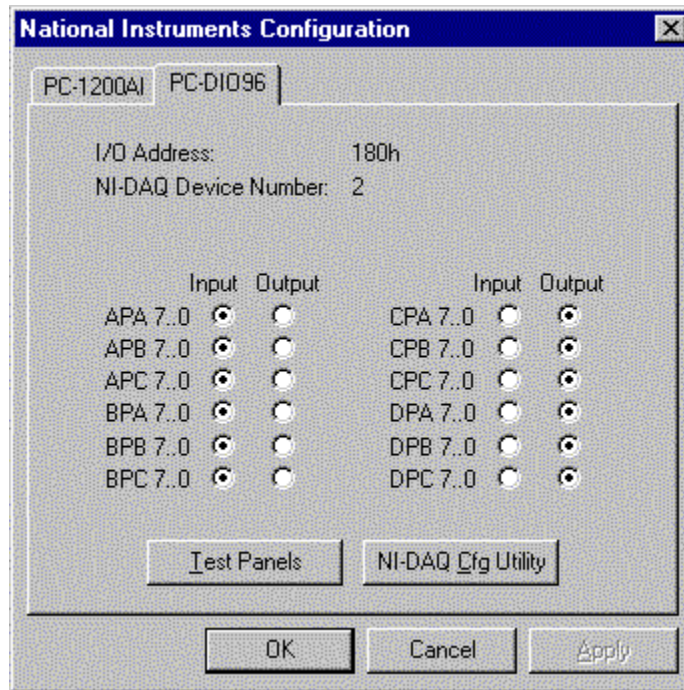 National Instruments Configuration
PC-1200AI PC-DIO96
I/O Address: 180h
NI-DAQ Device Number: 2
Input Output Input Output
APA 7..0 CPA 7..0
APB 7..0 CPB 7..0
APC 7..0 CPC 7..0
BPA 7..0 DPA 7..0
BPB 7..0 DPB 7..0
BPC 7..0 DPC 7..0
Test Panels NI-DAQ Cfg Utility
OK Cancel Apply